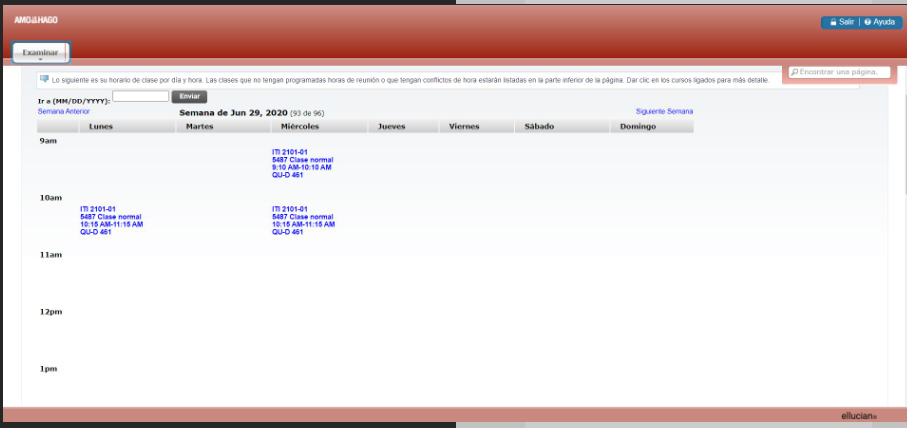 AMO&HAGO
Salir | Ayuda
Examinar
Encontrar una página.
Lo siguiente es su horario de clase por día y hora. Las clases que no tengan programadas horas de reunión o que tengan conflictos de hora estarán listadas en la parte inferior de la página. Dar clic en los cursos ligados para más detalle.
Ir a (MM/DD/YYYY): Enviar
Semana Anterior Semana de Jun 29, 2020 (93 de 96) Siguiente Semana
Lunes Martes Miércoles Jueves Viernes Sábado Domingo
9am
ITI 2101-01
5487 Clase normal
9:10 AM-10:10 AM
QU-D 461
10am
ITI 2101-01 ITI 2101-01
5487 Clase normal 5487 Clase normal
10:15 AM-11:15 AM 10:15 AM-11:15 AM
QU-D 461 QU-D 461
11am
12pm
1pm
ellucian